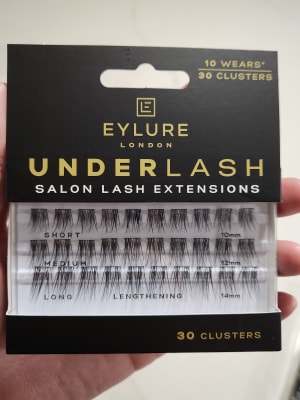 10 WEARS*
30 CLUSTERS
E
EYLURE
LONDON
UNDERLASH
SALON LASH EXTENSIONS
SHORT 10mm
MEDIUM 12mm
LONG LENGTHENING 14mm
30 CLUSTERS